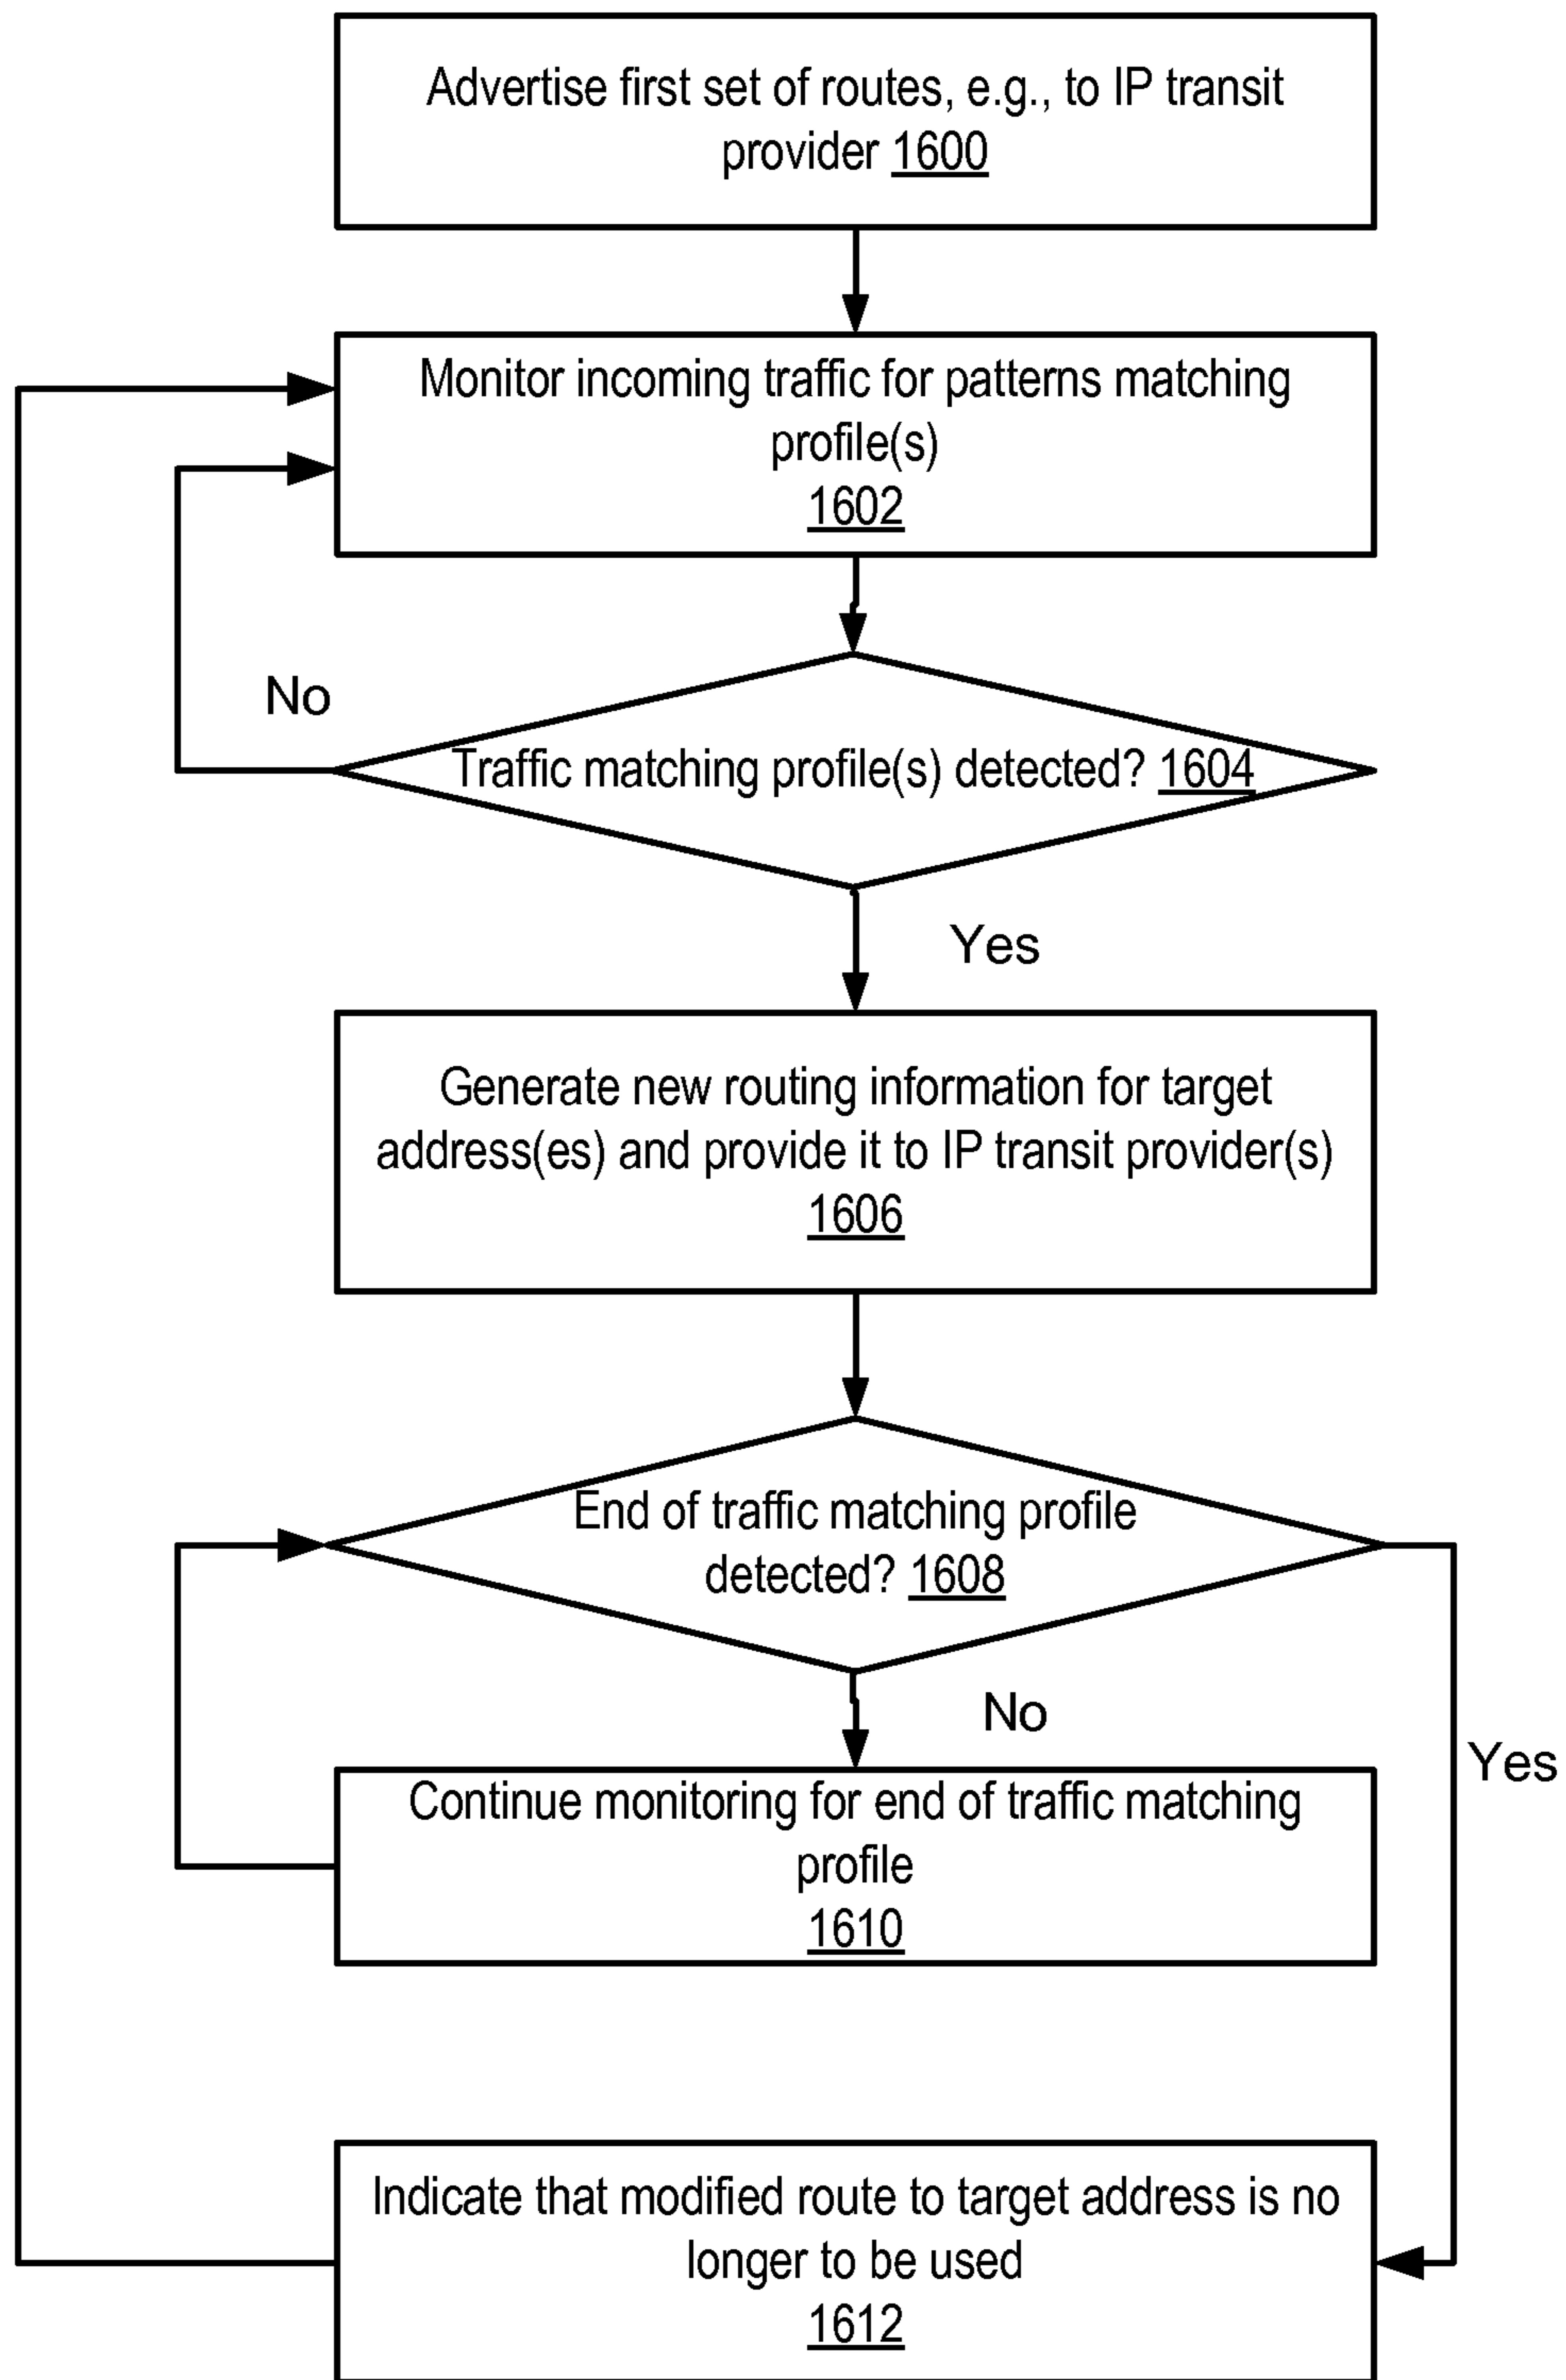 Advertise first set of routes, e.g., to IP transit
provider 1600
Monitor incoming traffic for patterns matching
profile(s)
1602
No
Traffic matching profile(s) detected? 1604
Yes
Generate new routing information for target
address(es) and provide it to IP transit provider(s)
1606
End of traffic matching profile
detected? 1608
No
Yes
Continue monitoring for end of traffic matching
profile
1610
Indicate that modified route to target address is no
longer to be used
1612